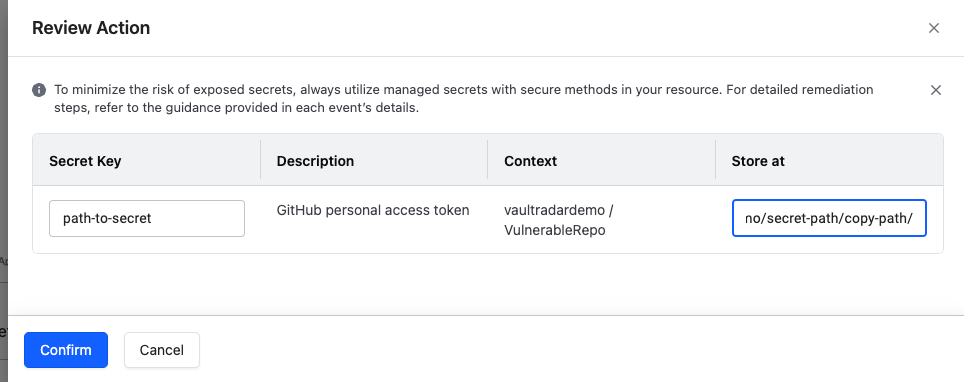 Review Action
To minimize the risk of exposed secrets, always utilize managed secrets with secure methods in your resource. For detailed remediation
steps, refer to the guidance provided in each event's details.
Secret Key Description Context Store at
path-to-secret GitHub personal access token vaultradardemo / no/secret-path/copy-path/
VulnerableRepo
Confirm Cancel